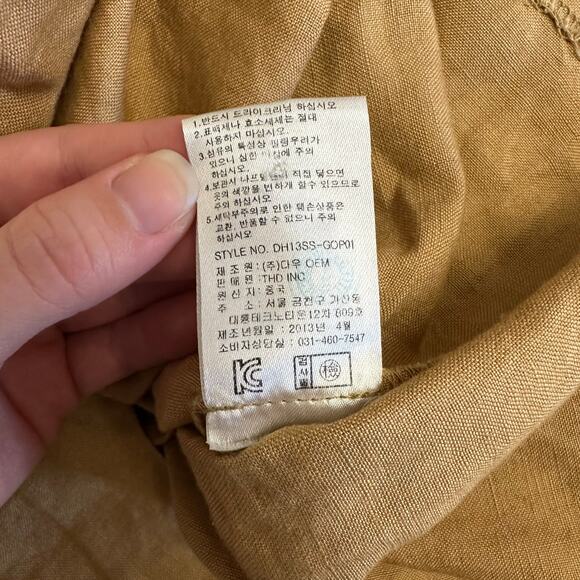 1. 반드시 드라이크리닝 하십시오
2. 표백제나 효소세제는 절대
사용하지 마십시오.
3. 섬유의 특성상 필링우려가
있으니 심한 마찰에 주의
하십시오.
4. 보관시 나프탈렌이 직접 닿으면
옷의 색깔을 변하게 할수 있으므로
주의 하십시오.
5. 세탁부주의로 인한 훼손상품은
교환, 반품할 수 없으니 주의
하십시오
STYLE NO. DH13SS-GOP01
제 조 원 : (주)다우 OEM
판 매 원 : THD INC
원 산 지 : 중국
주 소 : 서울 금천구 가산동
대륭테크노타운12차 809호
제조년원일 : 2013년 4월
소비자상담실 : 031-460-7547
KC 검사필